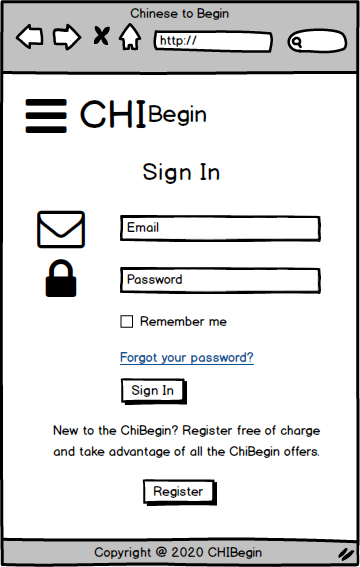 Chinese to Begin
http://
CHIBegin
Sign In
Email
Password
Remember me
Forgot your password?
Sign In
New to the ChiBegin? Register free of charge
and take advantage of all the ChiBegin offers.
Register
Copyright @ 2020 CHIBegin